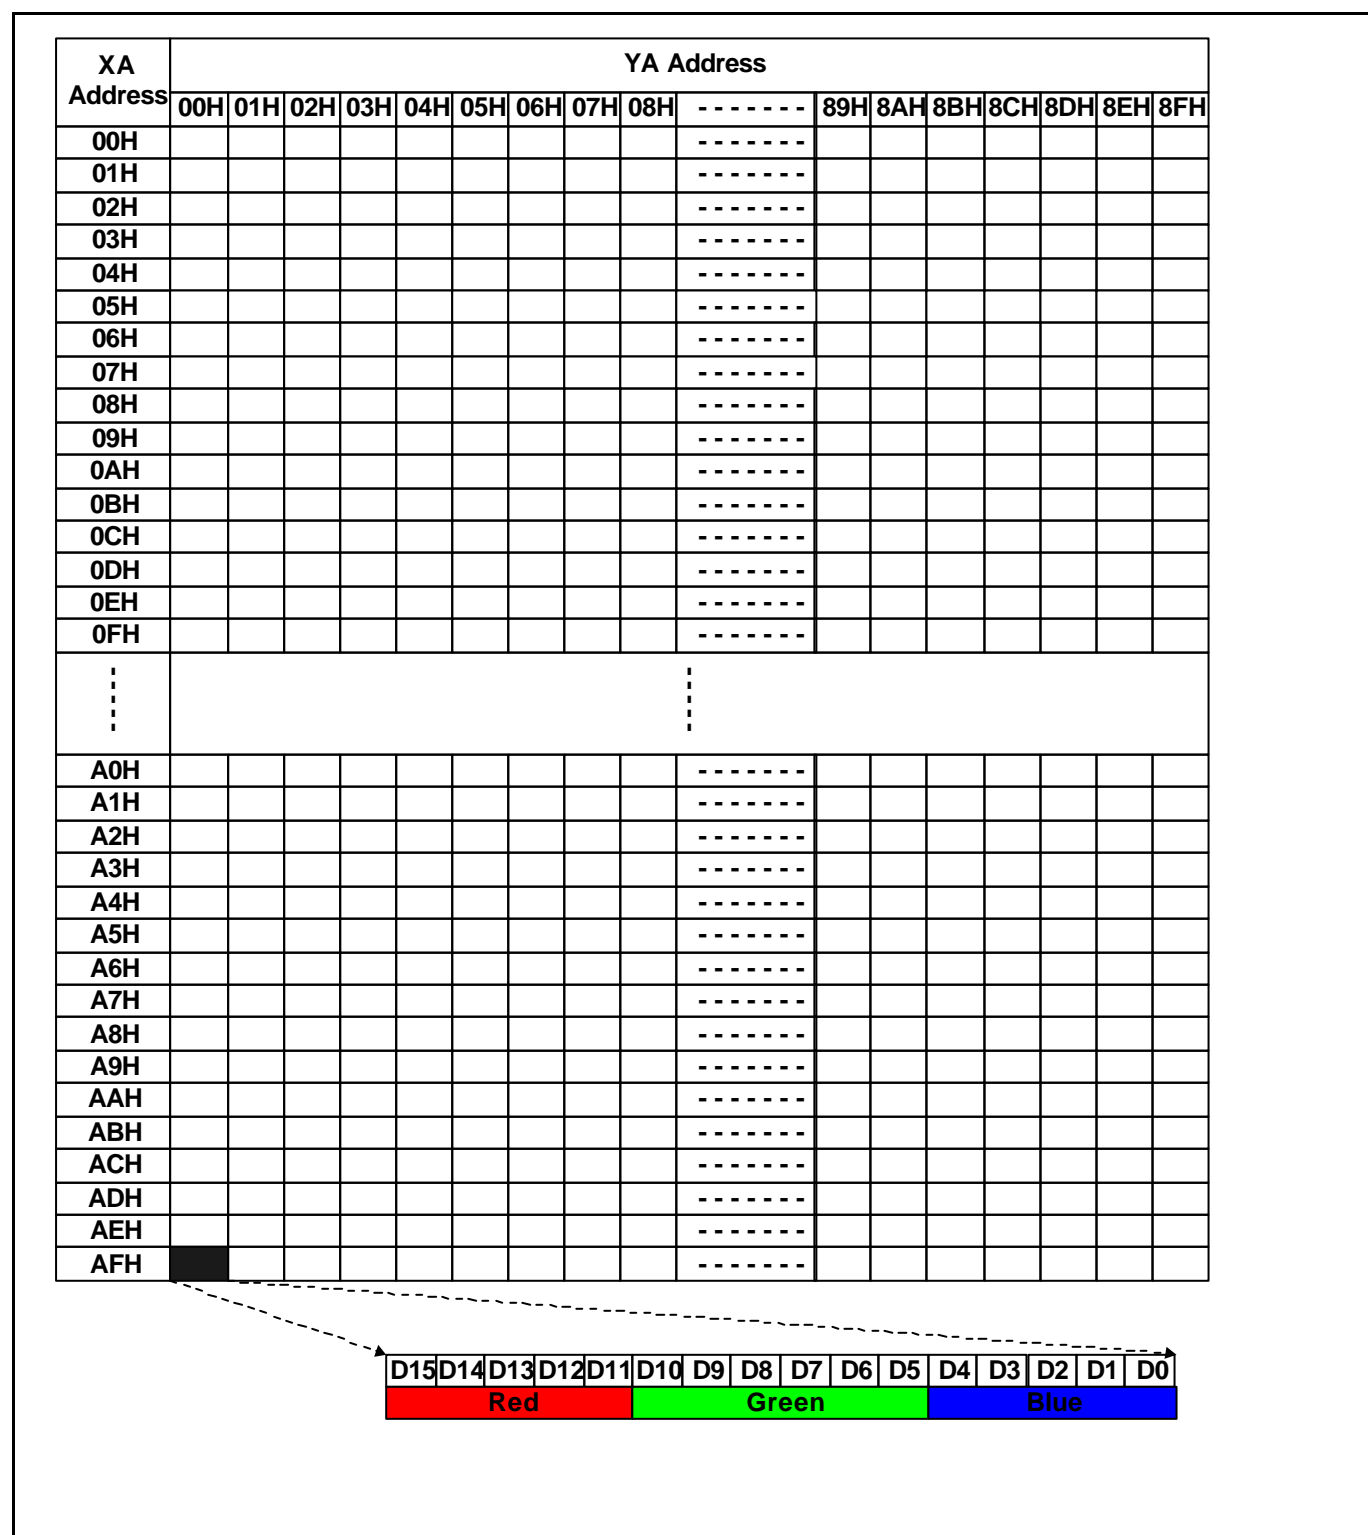 XA Address
YA Address
00H 01H 02H 03H 04H 05H 06H 07H 08H - - - - - - - 89H 8AH 8BH 8CH 8DH 8EH 8FH
00H - - - - - - -
01H - - - - - - -
02H - - - - - - -
03H - - - - - - -
04H - - - - - - -
05H - - - - - - -
06H - - - - - - -
07H - - - - - - -
08H - - - - - - -
09H - - - - - - -
0AH - - - - - - -
0BH - - - - - - -
0CH - - - - - - -
0DH - - - - - - -
0EH - - - - - - -
0FH - - - - - - -
A0H - - - - - - -
A1H - - - - - - -
A2H - - - - - - -
A3H - - - - - - -
A4H - - - - - - -
A5H - - - - - - -
A6H - - - - - - -
A7H - - - - - - -
A8H - - - - - - -
A9H - - - - - - -
AAH - - - - - - -
ABH - - - - - - -
ACH - - - - - - -
ADH - - - - - - -
AEH - - - - - - -
AFH - - - - - - -
D15 D14 D13 D12 D11 D10 D9 D8 D7 D6 D5 D4 D3 D2 D1 D0
Red Green Blue